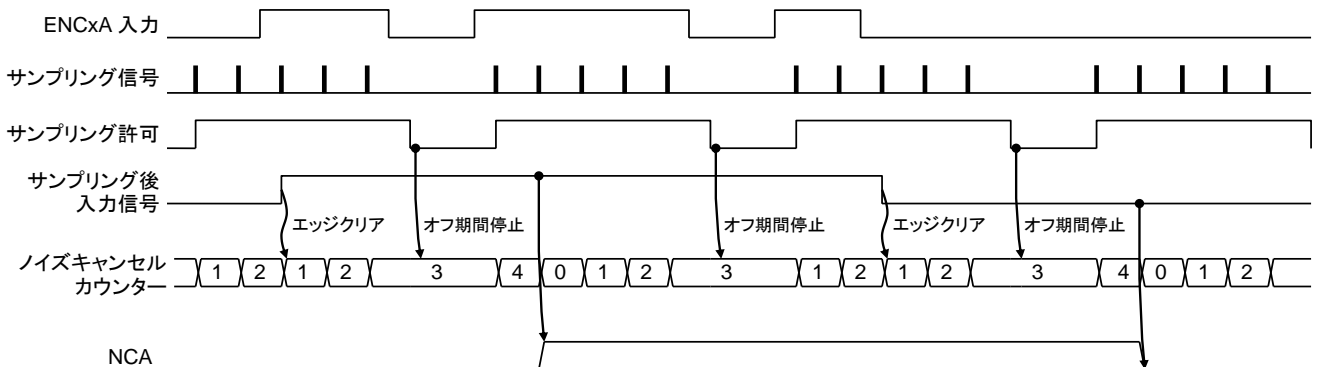 ENCxA 入力
サンプリング信号
サンプリング許可
サンプリング後
入力信号
エッジクリア
オフ期間停止
オフ期間停止
エッジクリア
オフ期間停止
ノイズキャンセル
カウンター
1 2 1 2 3 4 0 1 2 3 1 2 1 2 3 4 0 1 2
NCA